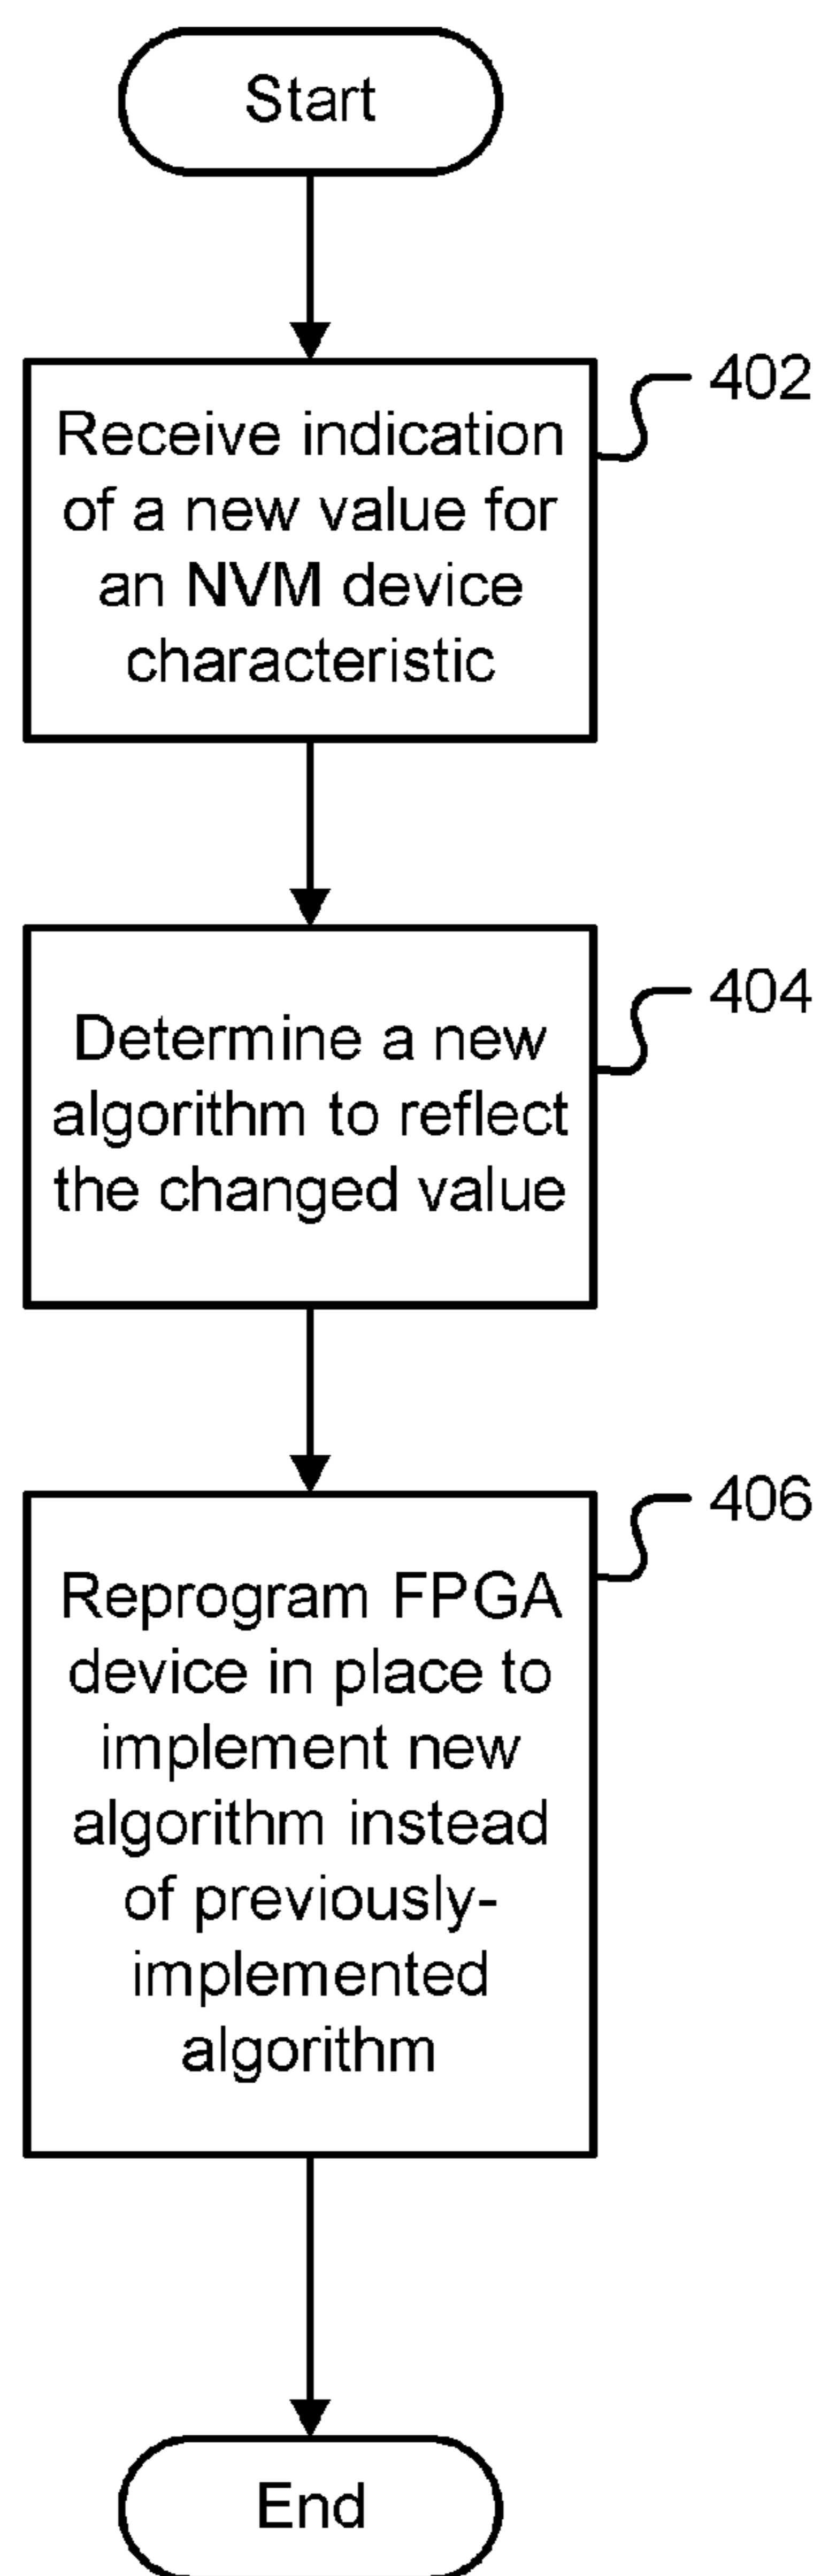 Start
402
Receive indication
of a new value for
an NVM device
characteristic
404
Determine a new
algorithm to reflect
the changed value
406
Reprogram FPGA
device in place to
implement new
algorithm instead
of previously-
implemented
algorithm
End